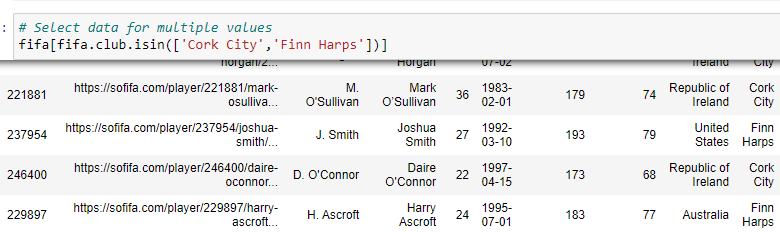 :
# Select data for multiple values
fifa[fifa.club.isin(['Cork City','Finn Harps'])]
horgan/2... Horgan 07-02 Ireland City
221881 https://sofifa.com/player/221881/mark-osulliva... M. O'Sullivan Mark O'Sullivan 36 1983-02-01 179 74 Republic of Ireland Cork City
237954 https://sofifa.com/player/237954/joshua-smith/... J. Smith Joshua Smith 27 1992-03-10 193 79 United States Finn Harps
246400 https://sofifa.com/player/246400/daire-oconnor... D. O'Connor Daire O'Connor 22 1997-04-15 173 68 Republic of Ireland Cork City
229897 https://sofifa.com/player/229897/harry-ascroft... H. Ascroft Harry Ascroft 24 1995-07-01 183 77 Australia Finn Harps